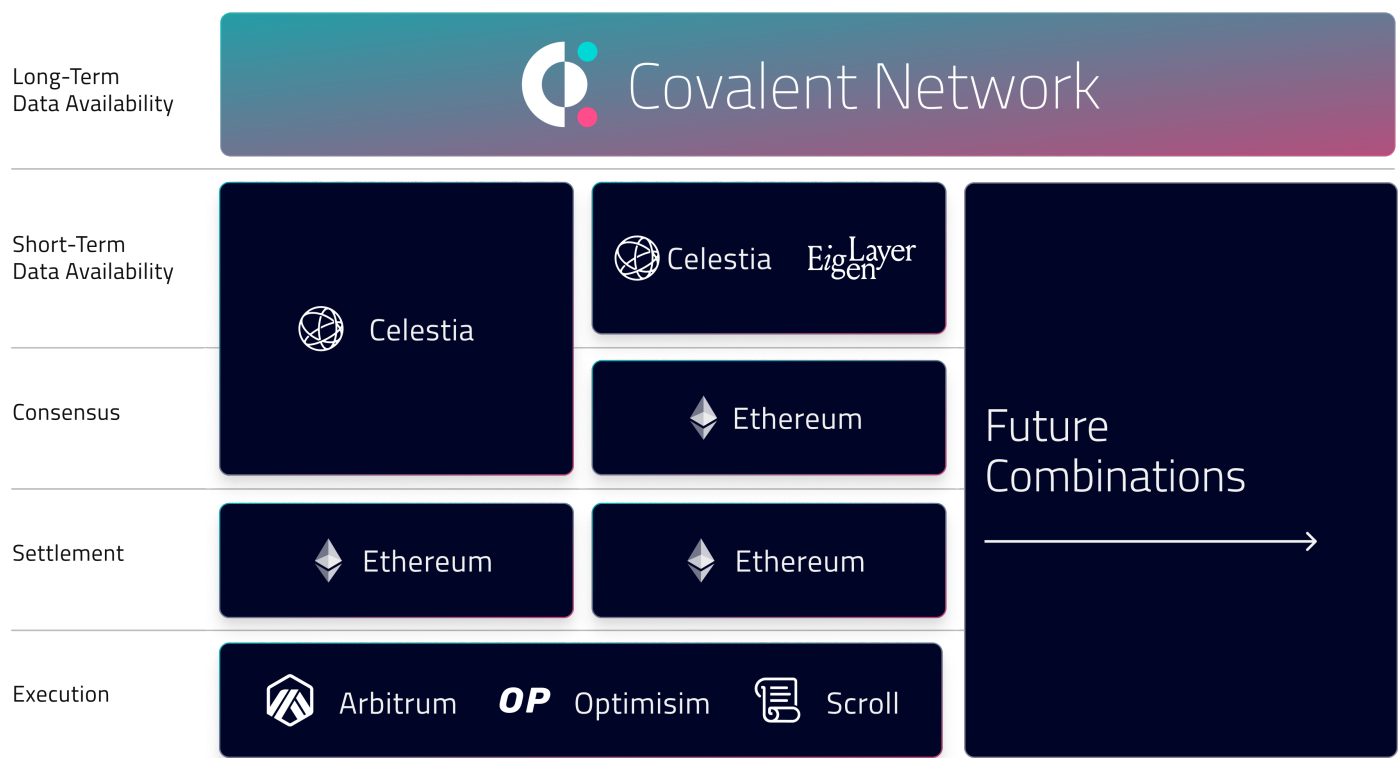 Long-Term
Data Availability
Covalent Network
Short-Term
Data Availability
Celestia
Celestia
EigenLayer
Consensus
Ethereum
Future
Combinations
Settlement
Ethereum
Ethereum
Execution
Arbitrum
OP
Optimisim
Scroll